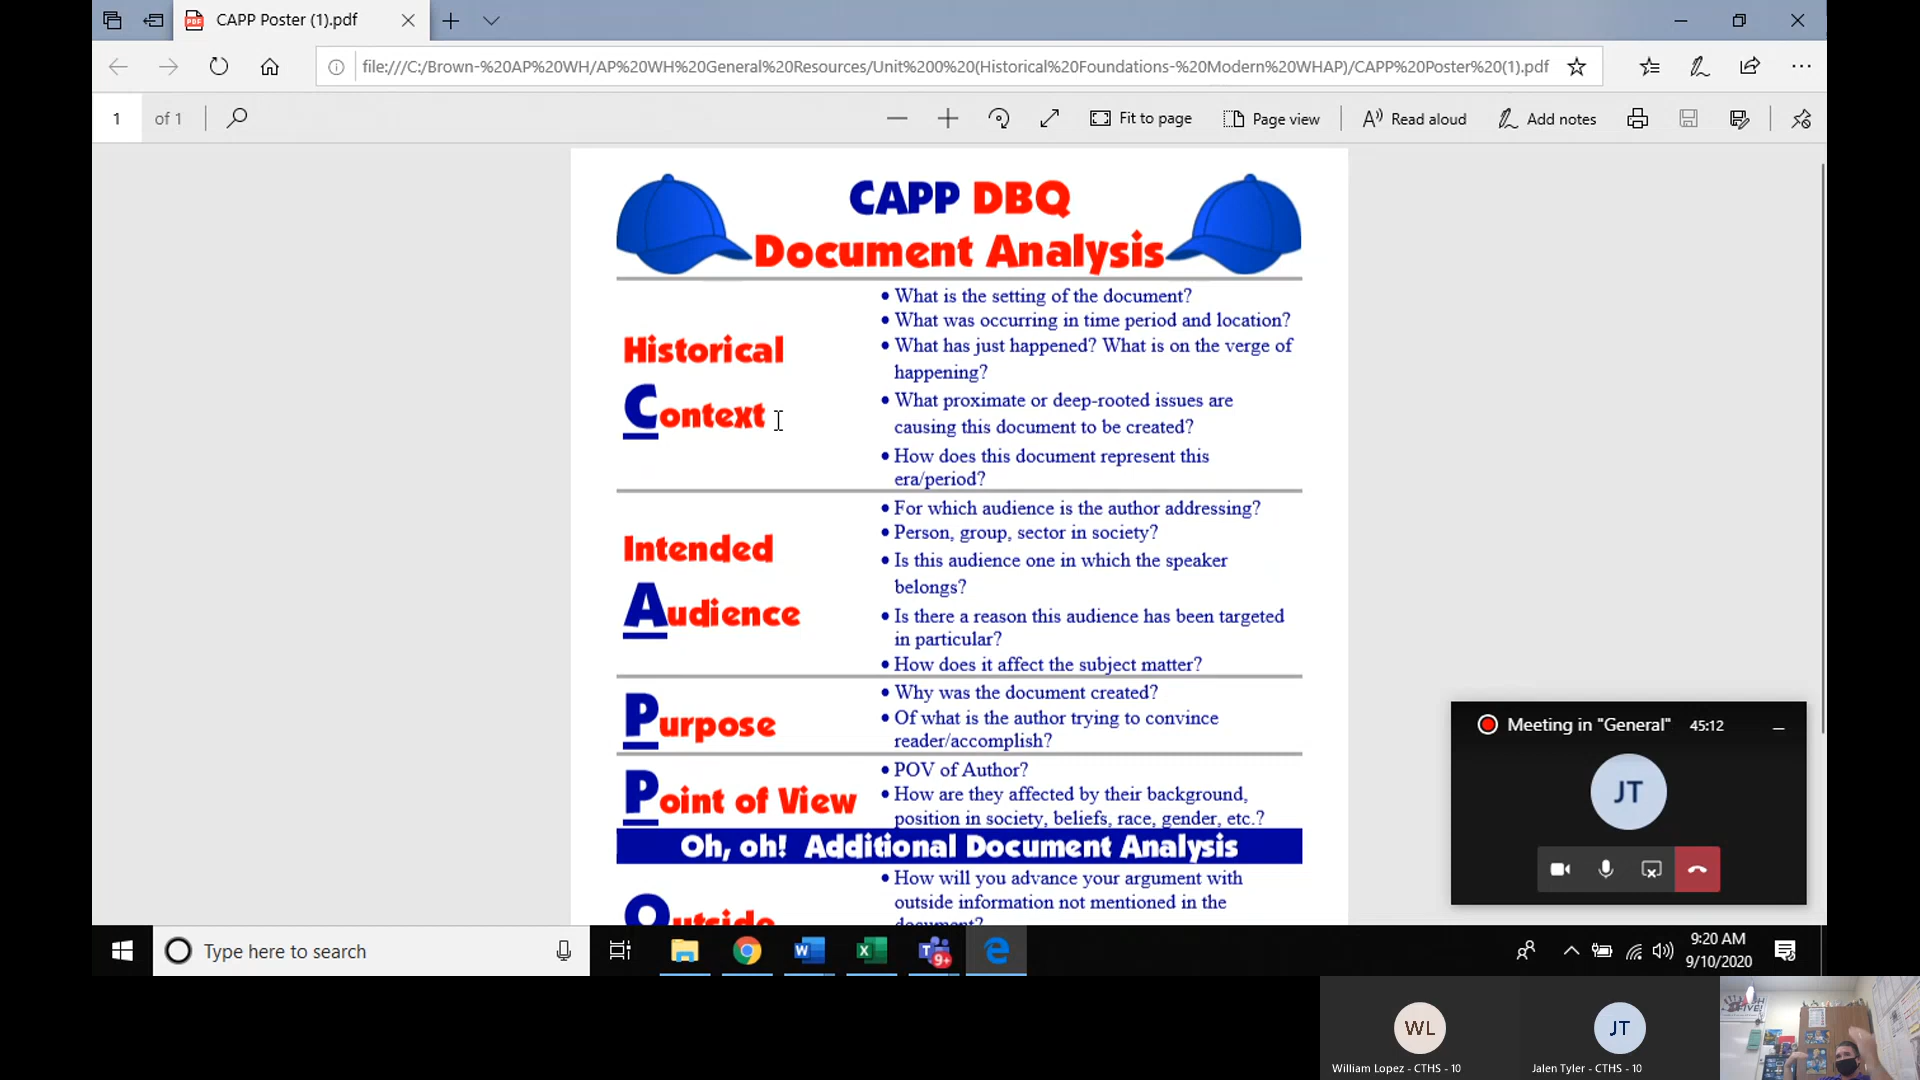 CAPP Poster (1).pdf
file:///C:/Brown-%20AP%20WH/AP%20WH%20General%20Resources/Unit%200%20(Historical%20Foundations-%20Modern%20WHAP)/CAPP%20Poster%20(1).pdf
1 of 1
Fit to page
Page view
Read aloud
Add notes
CAPP DBQ
Document Analysis
Historical
Context
• What is the setting of the document?
• What was occurring in time period and location?
• What has just happened? What is on the verge of
happening?
• What proximate or deep-rooted issues are
causing this document to be created?
• How does this document represent this
era/period?
Intended
Audience
• For which audience is the author addressing?
• Person, group, sector in society?
• Is this audience one in which the speaker
belongs?
• Is there a reason this audience has been targeted
in particular?
• How does it affect the subject matter?
Purpose
• Why was the document created?
• Of what is the author trying to convince
reader/accomplish?
Point of View
• POV of Author?
• How are they affected by their background,
position in society, beliefs, race, gender, etc.?
Oh, oh! Additional Document Analysis
Outside
• How will you advance your argument with
outside information not mentioned in the
document?
Meeting in "General" 45:12
JT
Type here to search
9+
9:20 AM
9/10/2020
WL
William Lopez - CTHS - 10
JT
Jalen Tyler - CTHS - 10